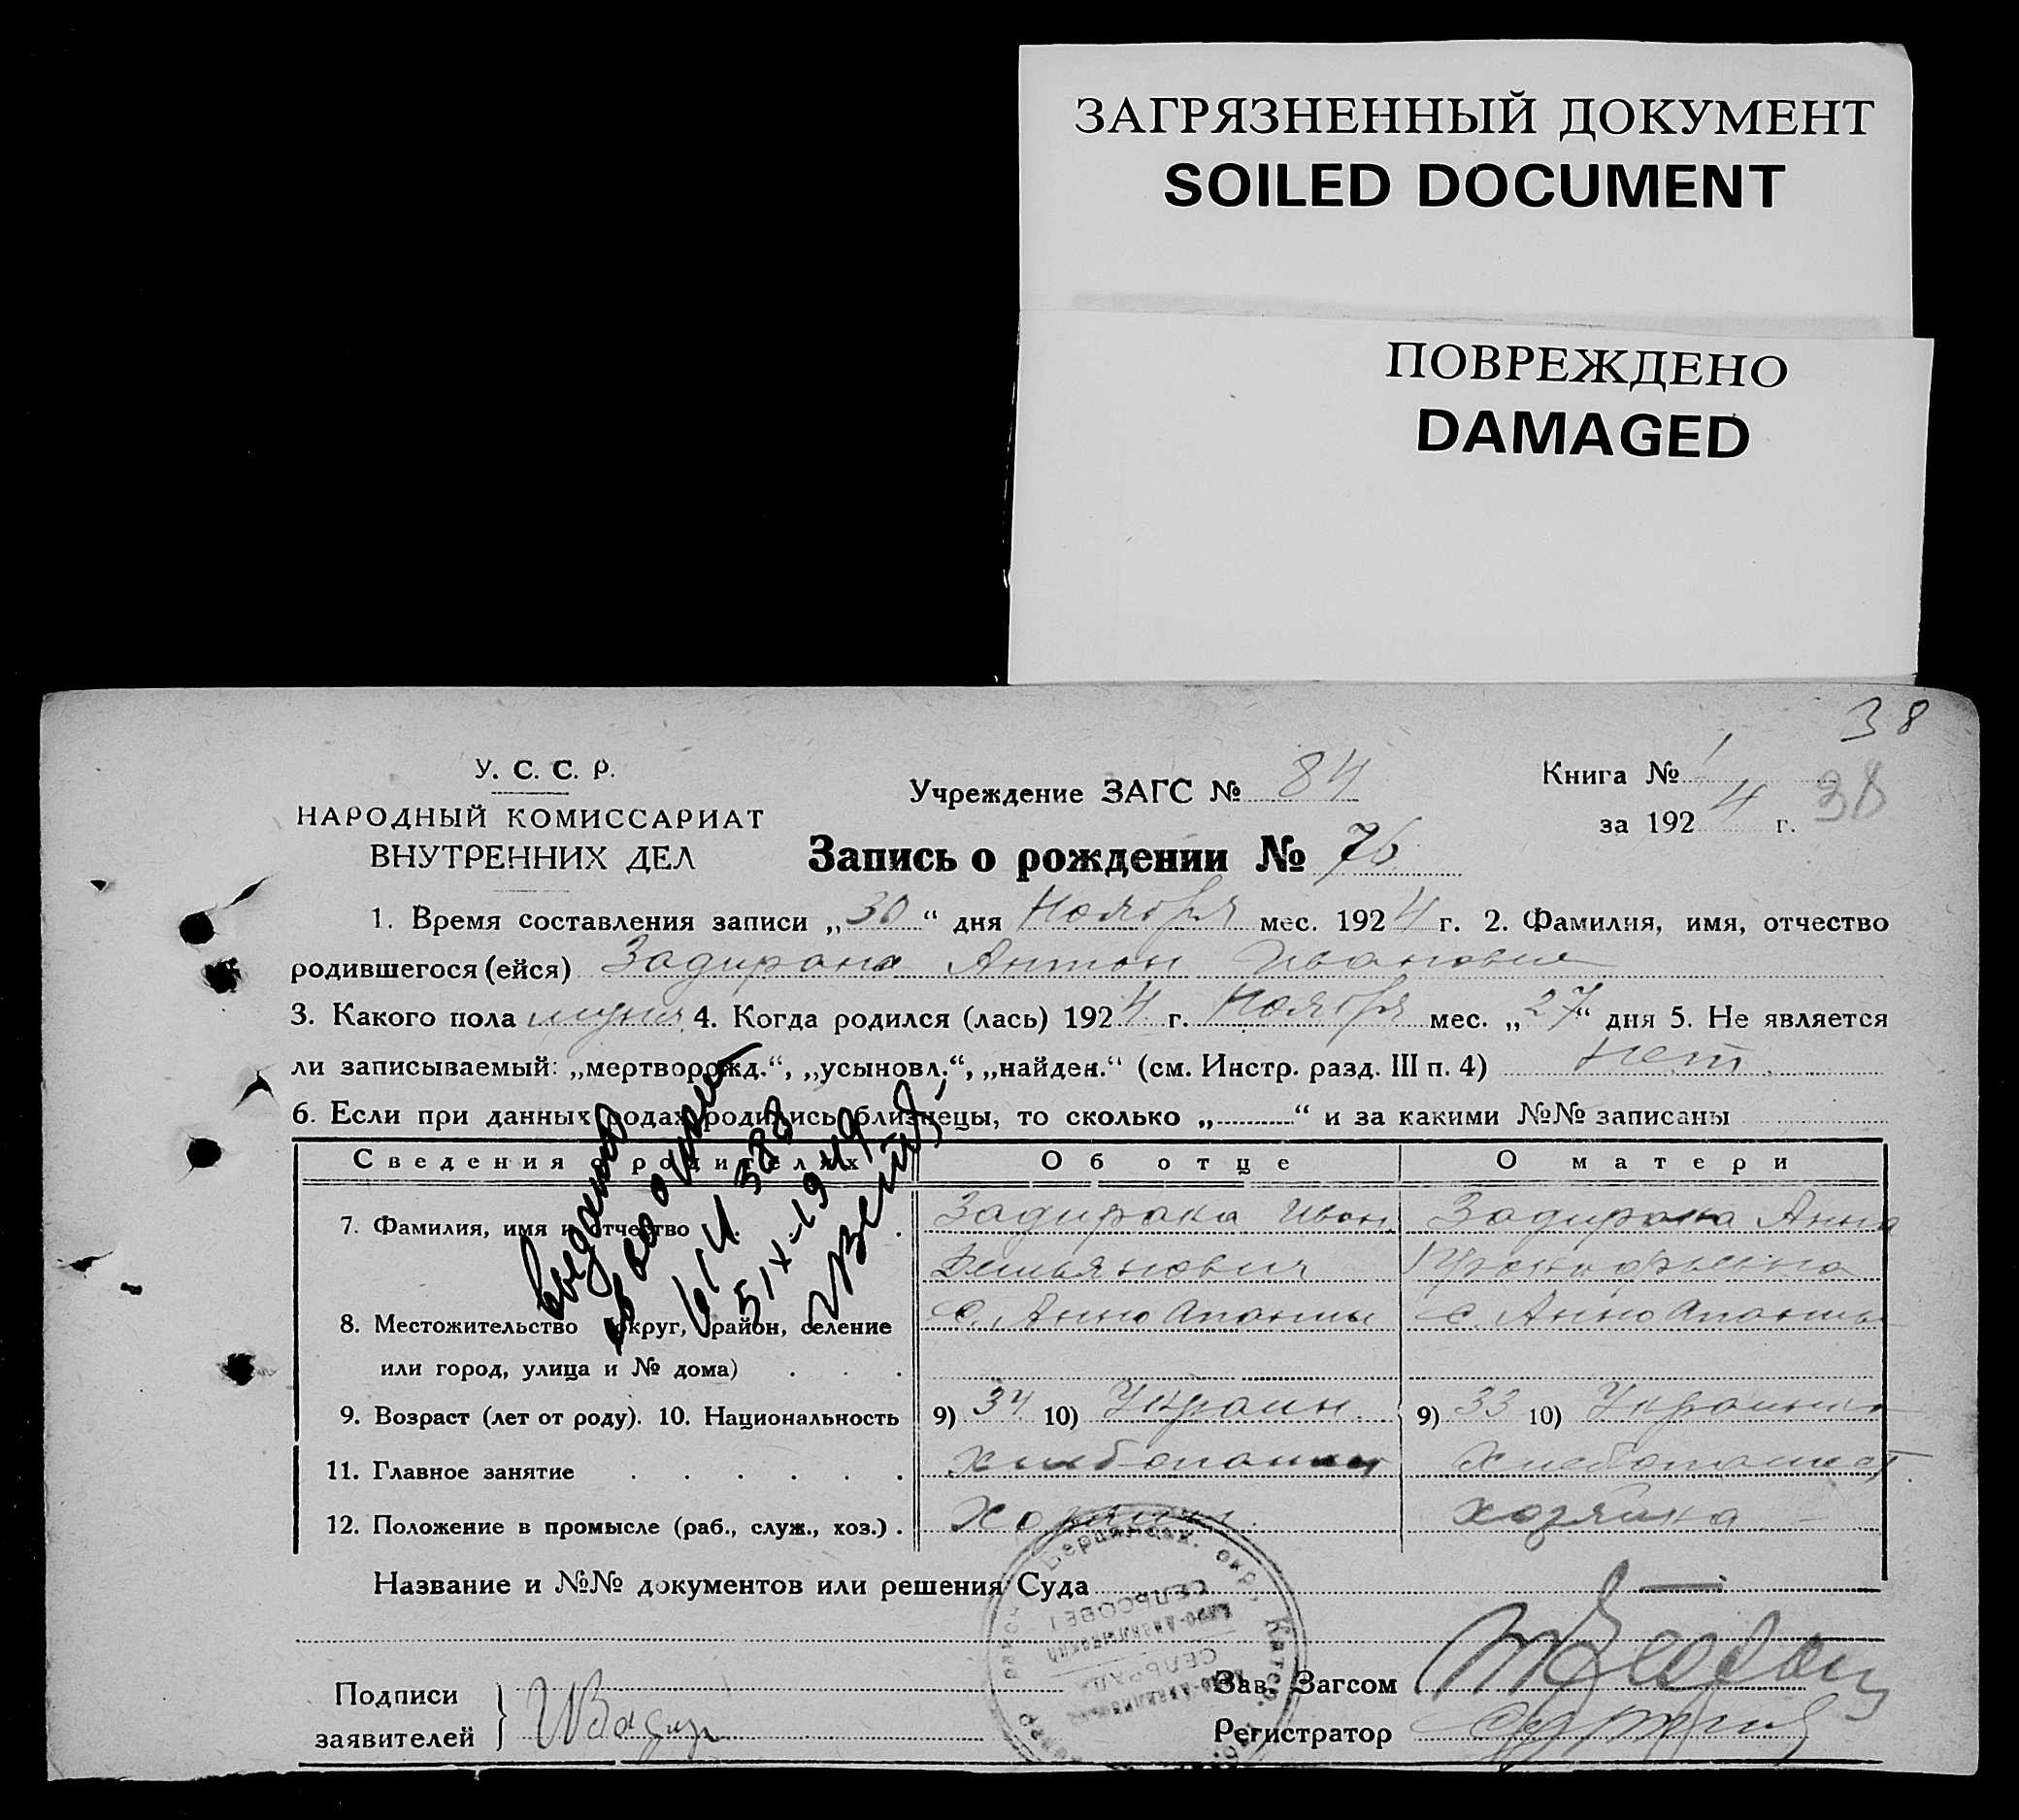 ЗАГРЯЗНЕННЫЙ ДОКУМЕНТ
SOILED DOCUMENT
ПОВРЕЖДЕНО
DAMAGED
38
У. С. С. Р.
НАРОДНЫЙ КОМИССАРИАТ
ВНУТРЕННИХ ДЕЛ
Учреждение ЗАГС № 84
Книга № 1
за 1924 г. 38
Запись о рождении № 76
1. Время составления записи „30“ дня Ноября мес. 1924 г. 2. Фамилия, имя, отчество
родившегося (ейся) Задирака Антон Иванович
3. Какого пола 4. Когда родился (лась) 1924 г. Ноября мес. „27“ дня 5. Не является
ли записываемый: „мертворожд.“, „усыновл.“, „найден.“ (см. Инстр. разд. III п. 4) Нет
6. Если при данных родах родились близнецы, то сколько „.........“ и за какими №№ записаны
Сведения о родителях Об отце О матери
7. Фамилия, имя и отчество Задирака Иван Задирака Анна
Демьянович
8. Местожительство (округ, район, селение
или город, улица и № дома)
9. Возраст (лет от роду). 10. Национальность 9) 34 10) Украин 9) 33 10) Украинка
11. Главное занятие
12. Положение в промысле (раб., служ., хоз.) . Хозяин хозяйка
Название и №№ документов или решения Суда
Бердянск. окр.
СЕЛЬСОВЕТ
СЕЛЬРАДА
Подписи
заявителей
Зав. Загсом
Регистратор